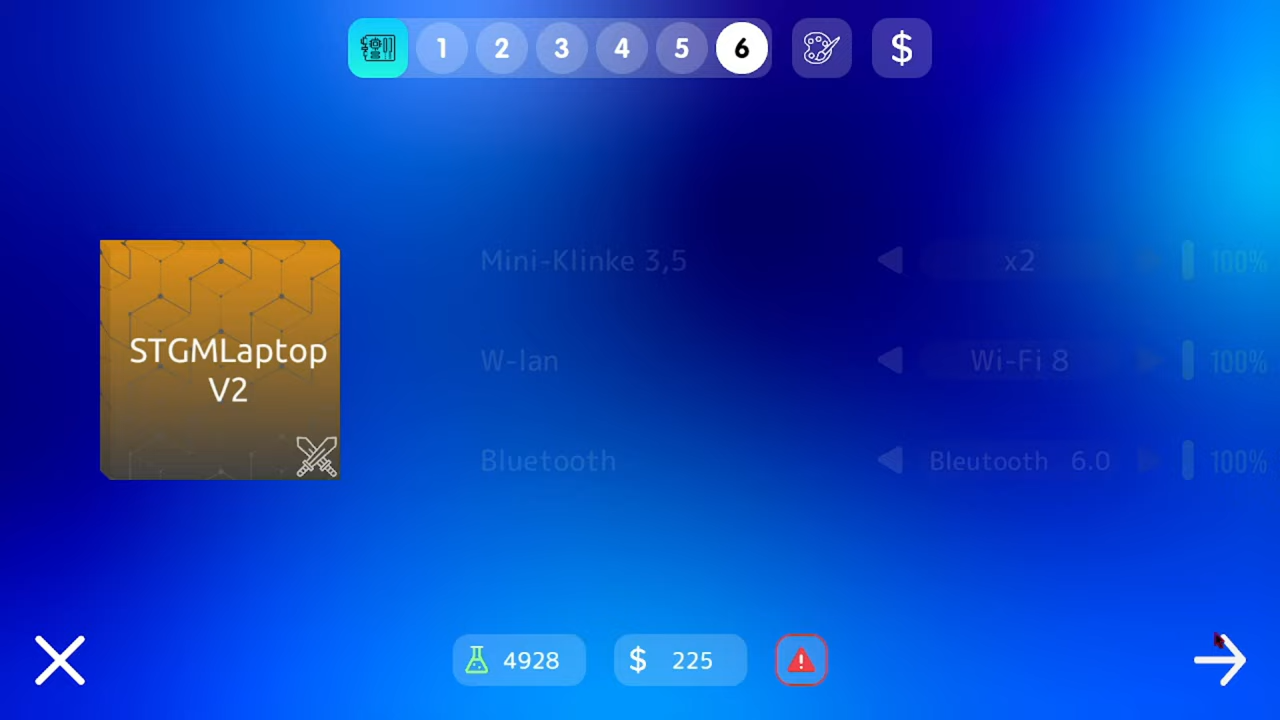 1 2 3 4 5 6 $
Mini-Klinke 3,5 x2 100%
STGMLaptop
V2
W-lan Wi-Fi 8 100%
Bluetooth Bleutooth 6.0 100%
4928 $ 225